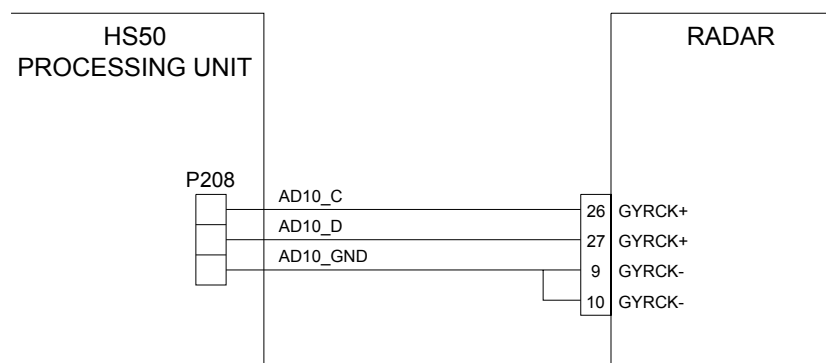 HS50
PROCESSING UNIT
RADAR
P208
AD10_C
26 GYRCK+
AD10_D
27 GYRCK+
AD10_GND
9 GYRCK-
10 GYRCK-